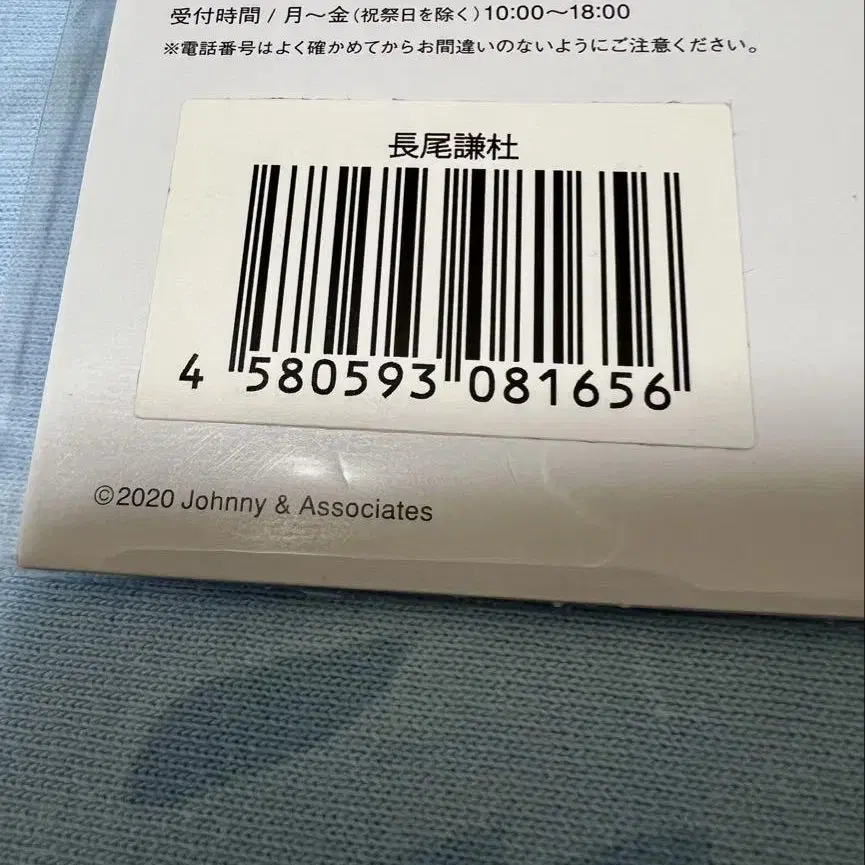 受付時間 / 月〜金(祝祭日を除く)10:00〜18:00
※電話番号はよく確かめてからお間違いのないようにご注意ください。
長尾謙杜
4 580593 081656
©2020 Johnny & Associates